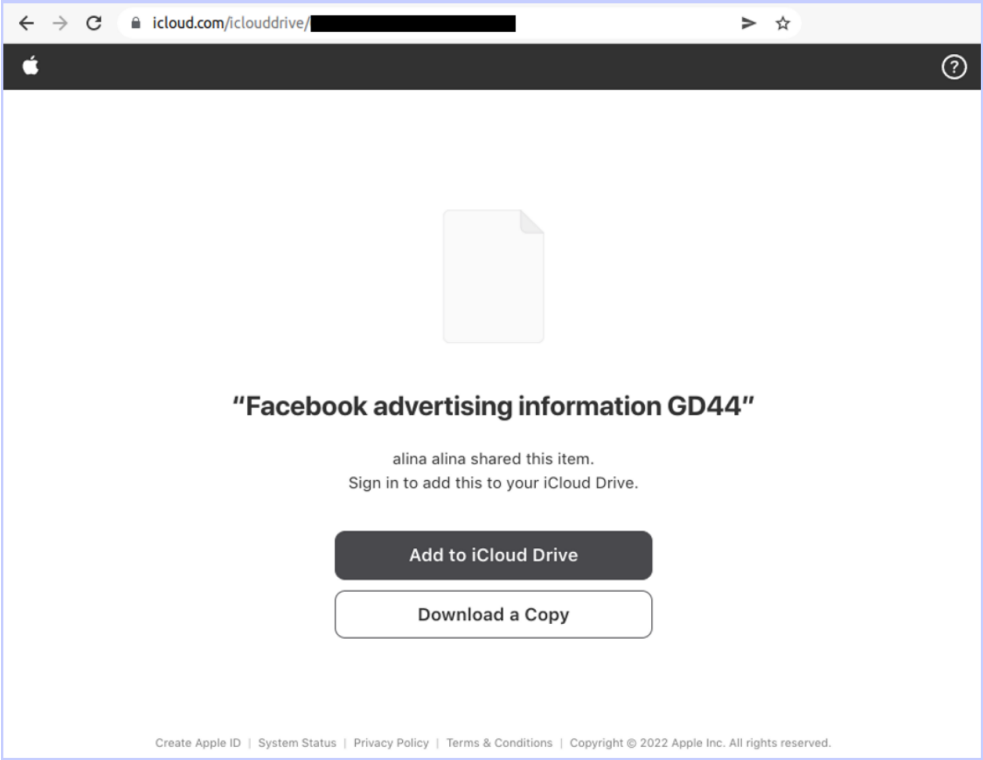 icloud.com/iclouddrive/
?
“Facebook advertising information GD44”
alina alina shared this item.
Sign in to add this to your iCloud Drive.
Add to iCloud Drive
Download a Copy
Create Apple ID | System Status | Privacy Policy | Terms & Conditions | Copyright © 2022 Apple Inc. All rights reserved.